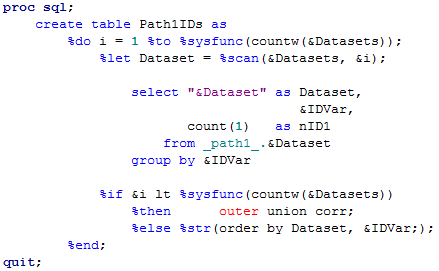 proc sql;
create table Path1IDs as
%do i = 1 %to %sysfunc(countw(&Datasets));
%let Dataset = %scan(&Datasets, &i);
select "&Dataset" as Dataset,
&IDVar,
count(1) as nID1
from _path1_.&Dataset
group by &IDVar
%if &i lt %sysfunc(countw(&Datasets))
%then outer union corr;
%else %str(order by Dataset, &IDVar;);
%end;
quit;